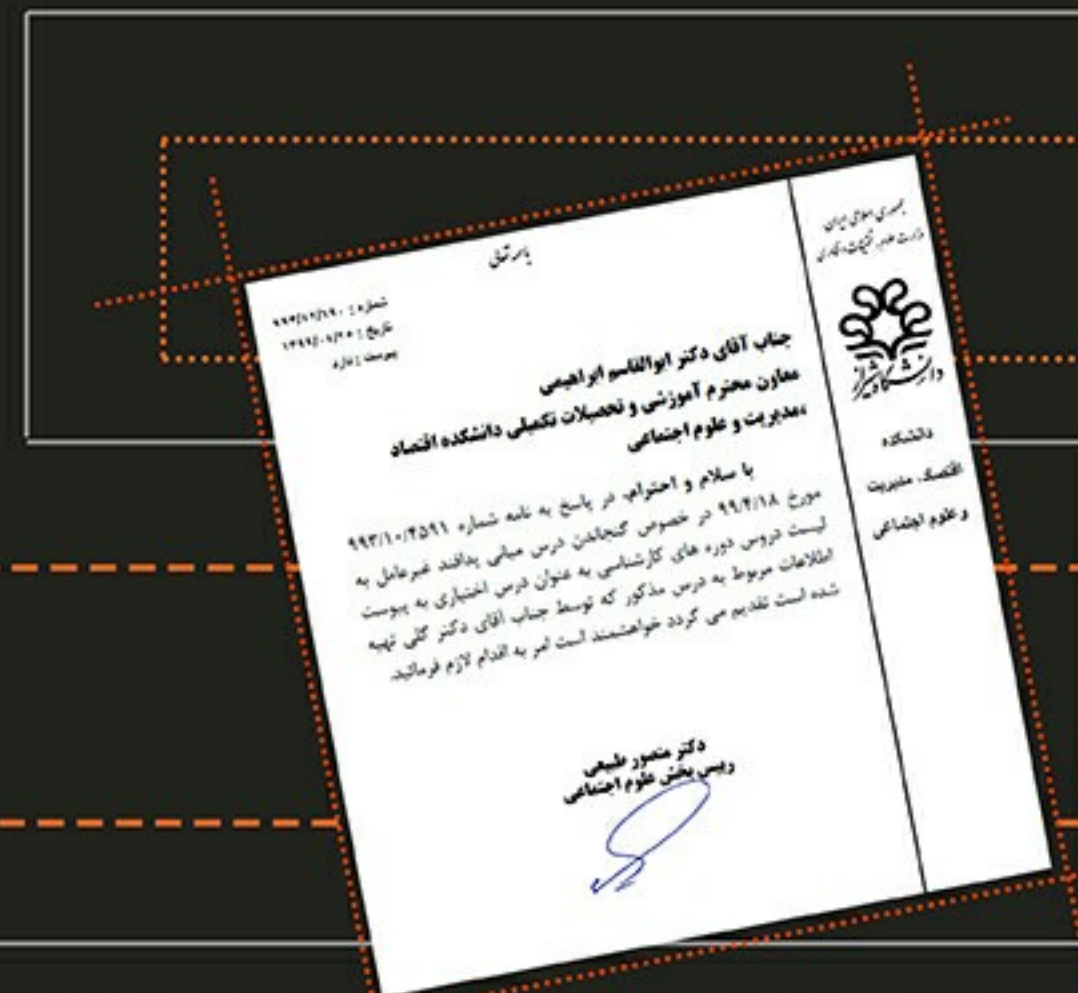 باسمه تعالی
جمهوری اسلامی ایران
وزارت علوم، تحقیقات و فناوری
دانشگاه شیراز
دانشکده
اقتصاد، مدیریت
و علوم اجتماعی
شماره :
تاریخ :
پیوست : ندارد
جناب آقای دکتر ابوالقاسم ابراهیمی
معاون محترم آموزشی و تحصیلات تکمیلی دانشکده اقتصاد
،مدیریت و علوم اجتماعی
با سلام و احترام، در پاسخ به نامه شماره ۹۹۳/۱۰/۴۵۹۱
مورخ ۹۹/۴/۱۸ در خصوص گنجاندن درس مبانی پدافند غیرعامل به
لیست دروس دوره های کارشناسی به عنوان درس اختیاری به پیوست
اطلاعات مربوط به درس مذکور که توسط جناب آقای دکتر گلی تهیه
شده است تقدیم می گردد خواهشمند است امر به اقدام لازم فرمائید.
دکتر منصور طبیعی
رییس بخش علوم اجتماعی